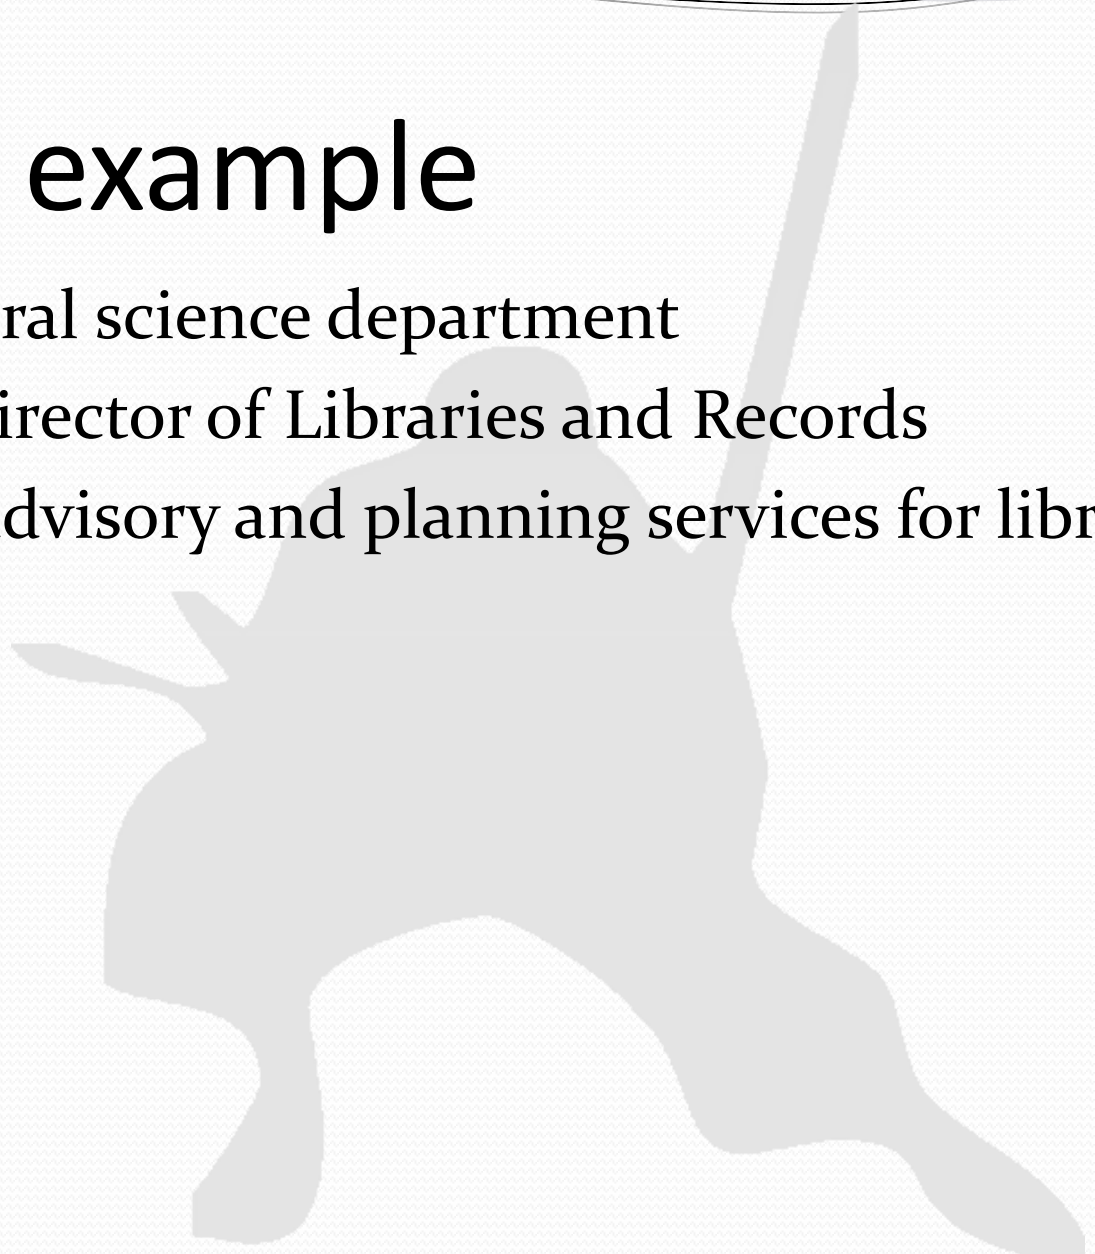 example
ral science department
irector of Libraries and Records
dvisory and planning services for libr